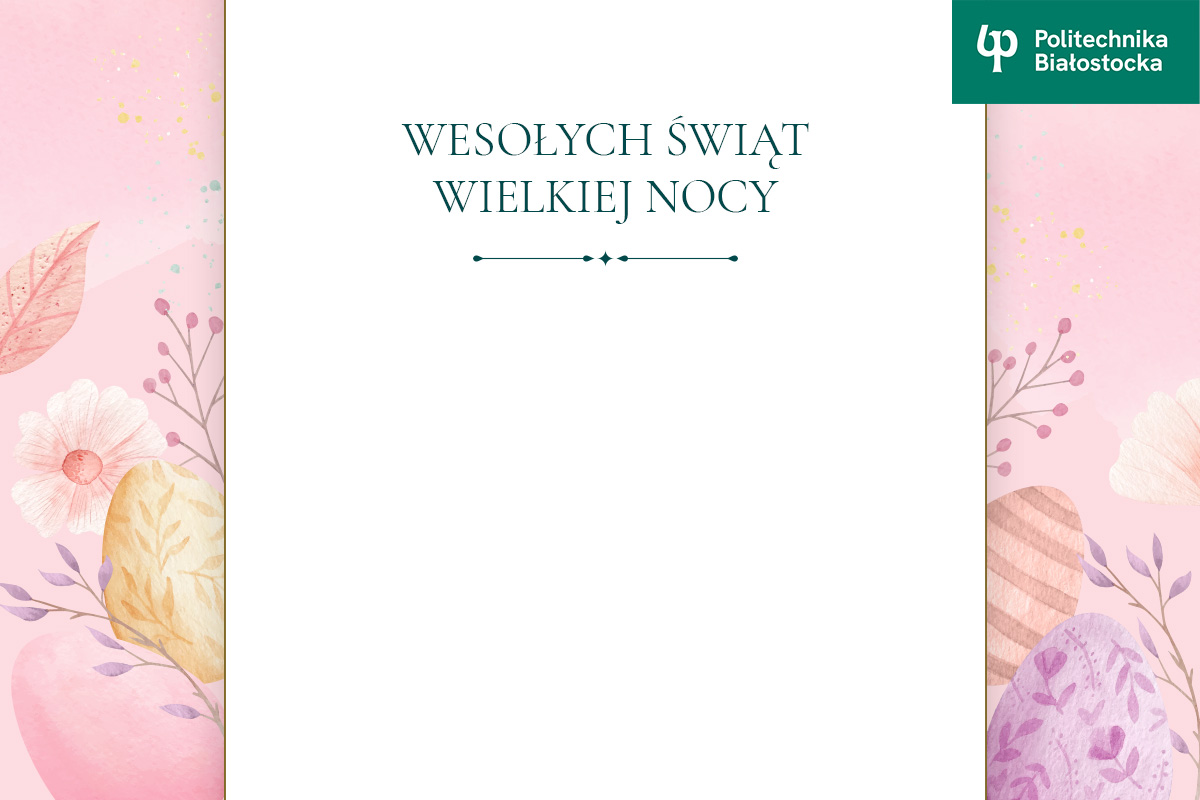 Politechnika
Białostocka
WESOŁYCH ŚWIĄT
WIELKIEJ NOCY